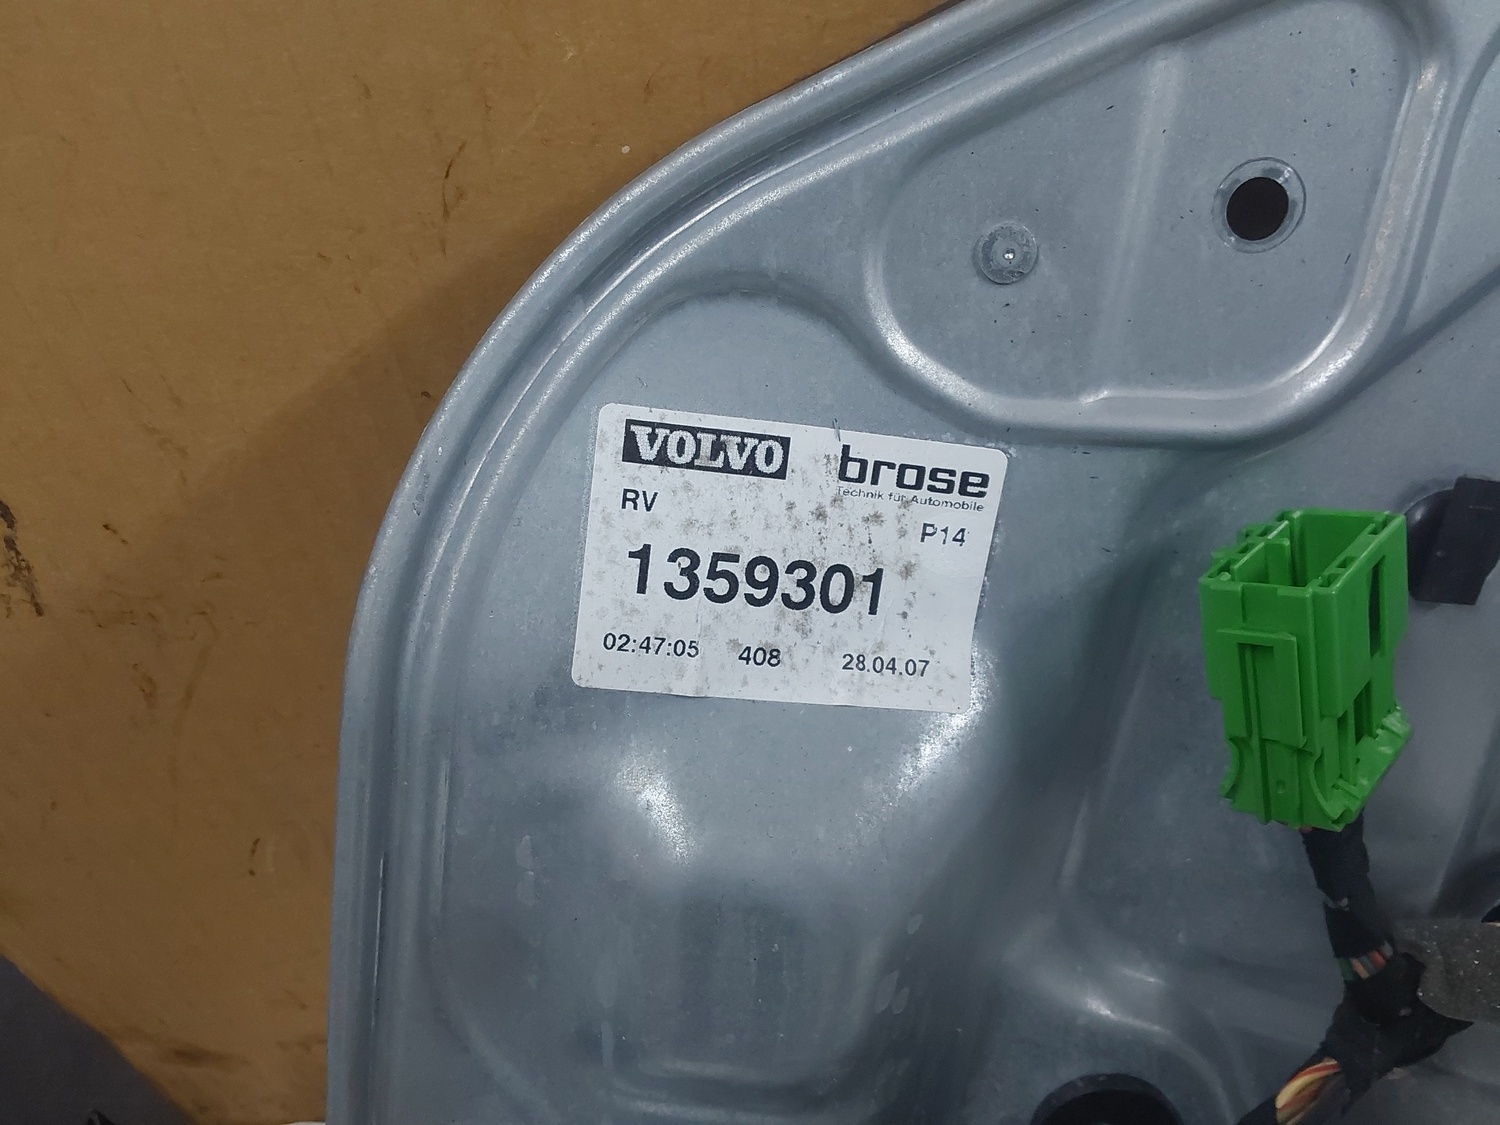 VOLVO brose
Technik für Automobile
RV
P14
1359301
02:47:05 408 28.04.07